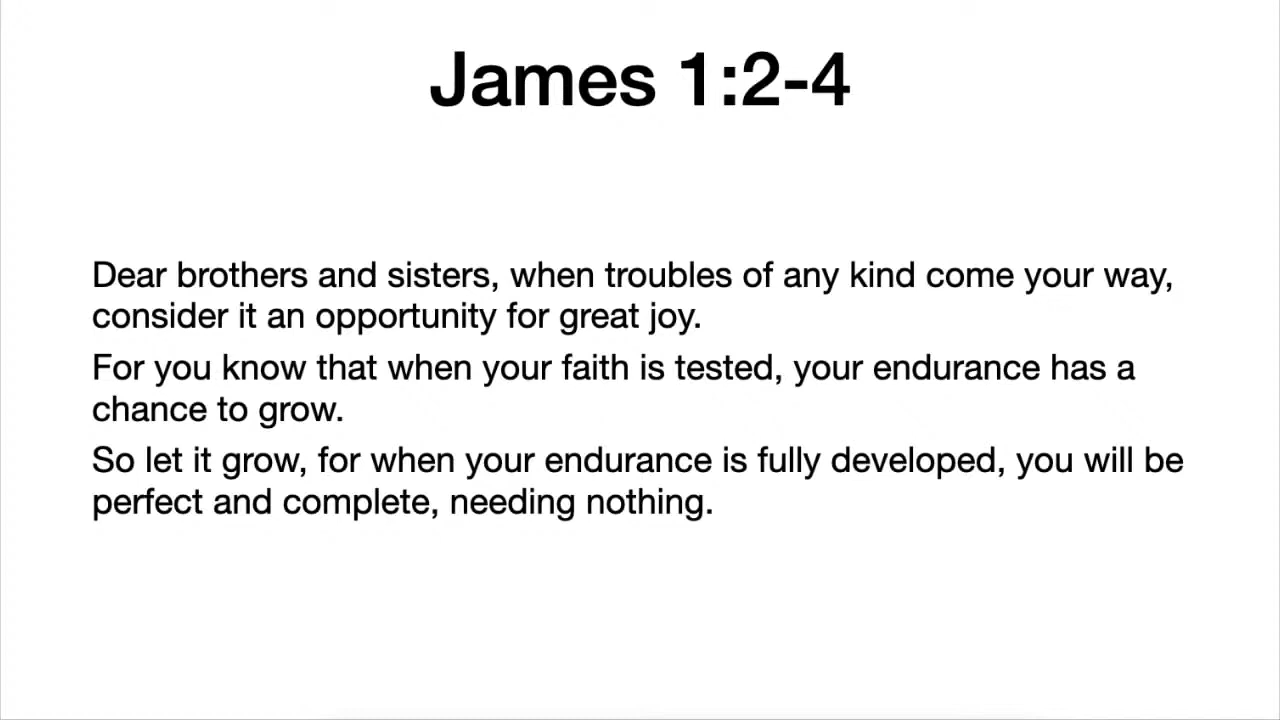 James 1:2-4
Dear brothers and sisters, when troubles of any kind come your way,
consider it an opportunity for great joy.
For you know that when your faith is tested, your endurance has a
chance to grow.
So let it grow, for when your endurance is fully developed, you will be
perfect and complete, needing nothing.